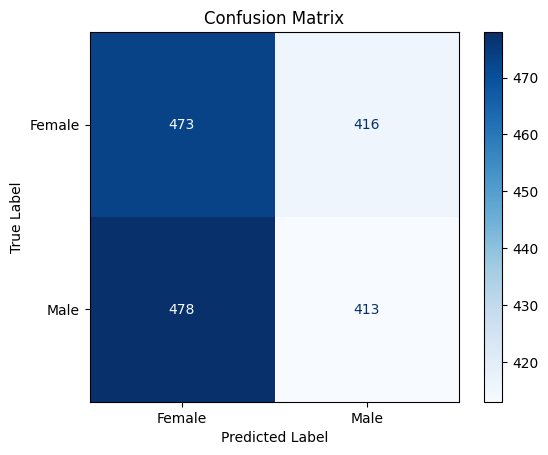 Confusion Matrix
True Label
Female
473
416
Male
478
413
Female
Male
Predicted Label
470
460
450
440
430
420